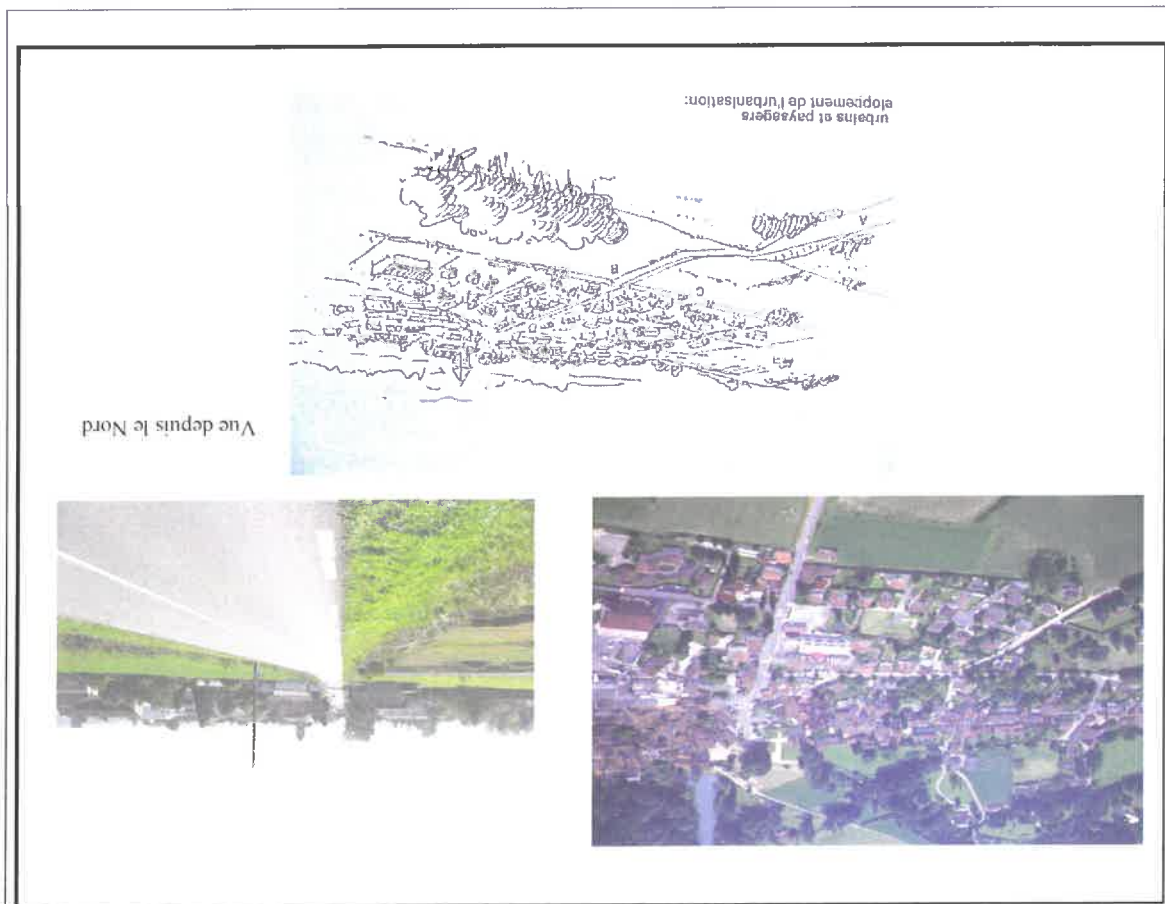 Vue depuis le Nord
C
B
A
urbains et paysagers
eloppement de l'urbanisation: